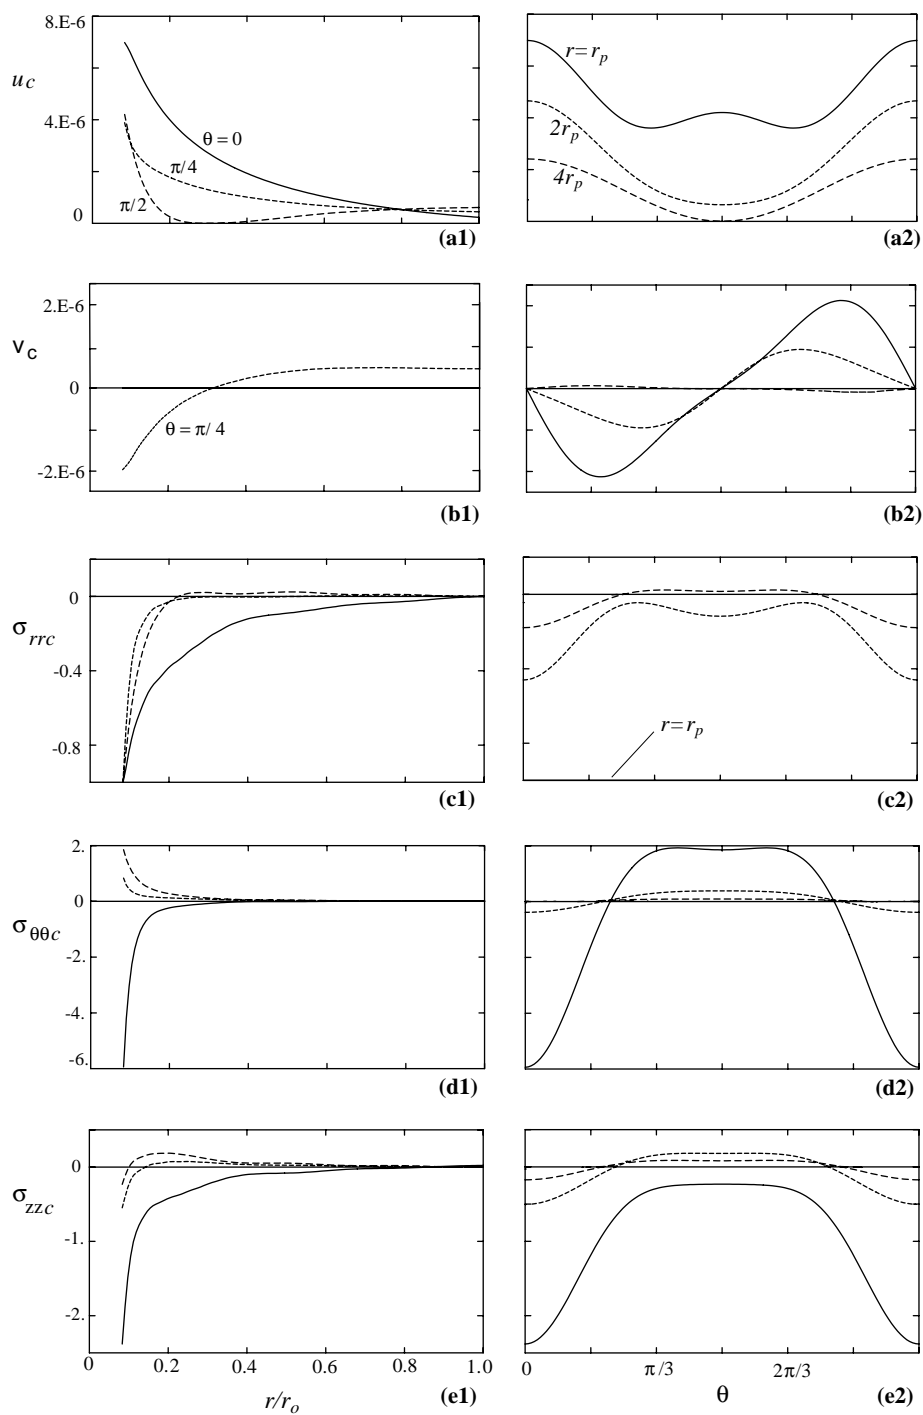 8.E-6
u_c
4.E-6
0
θ = 0
π/4
π/2
(a1)
r = r_p
2r_p
4r_p
(a2)
2.E-6
v_c
0
-2.E-6
θ = π/4
(b1)
(b2)
0
σ_rrc
-0.4
-0.8
(c1)
r = r_p
(c2)
2.
0
σ_θθc
-2.
-4.
-6.
(d1)
(d2)
0
σ_zzc
-1.
-2.
0 0.2 0.4 0.6 0.8 1.0
r/r_o
(e1)
0 π/3 2π/3
θ
(e2)